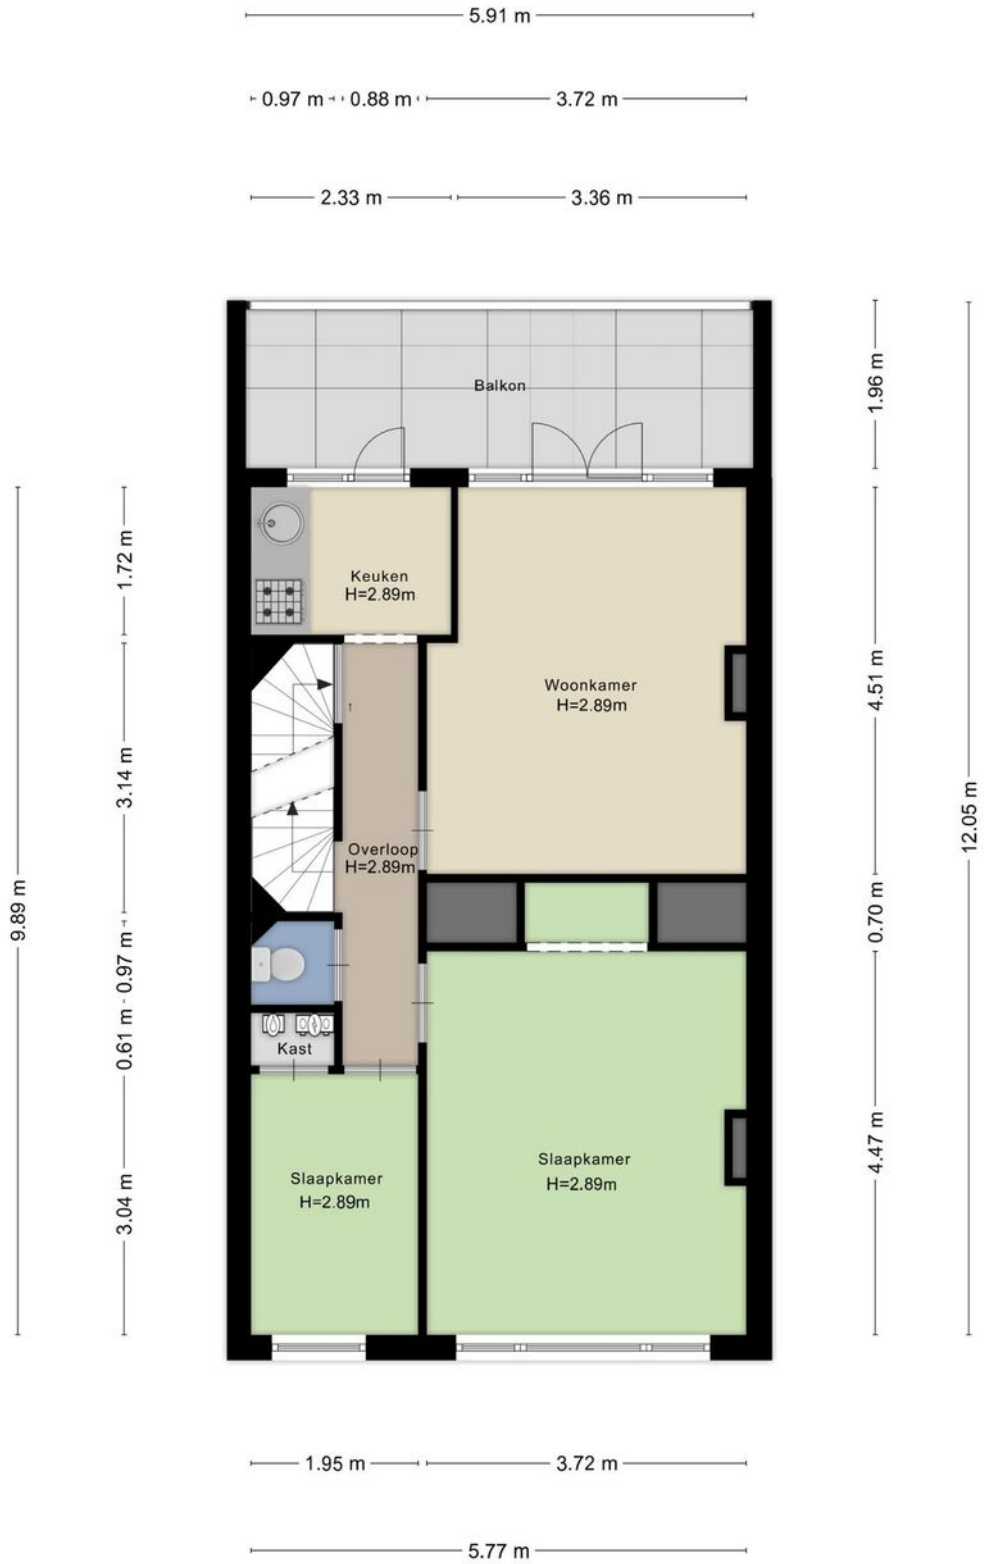 5.91 m
0.97 m
0.88 m
3.72 m
2.33 m
3.36 m
Balkon
1.96 m
Keuken
H=2.89m
1.72 m
Woonkamer
H=2.89m
4.51 m
3.14 m
12.05 m
Overloop
H=2.89m
9.89 m
0.70 m
0.97 m
0.61 m
Kast
Slaapkamer
H=2.89m
Slaapkamer
H=2.89m
4.47 m
3.04 m
1.95 m
3.72 m
5.77 m